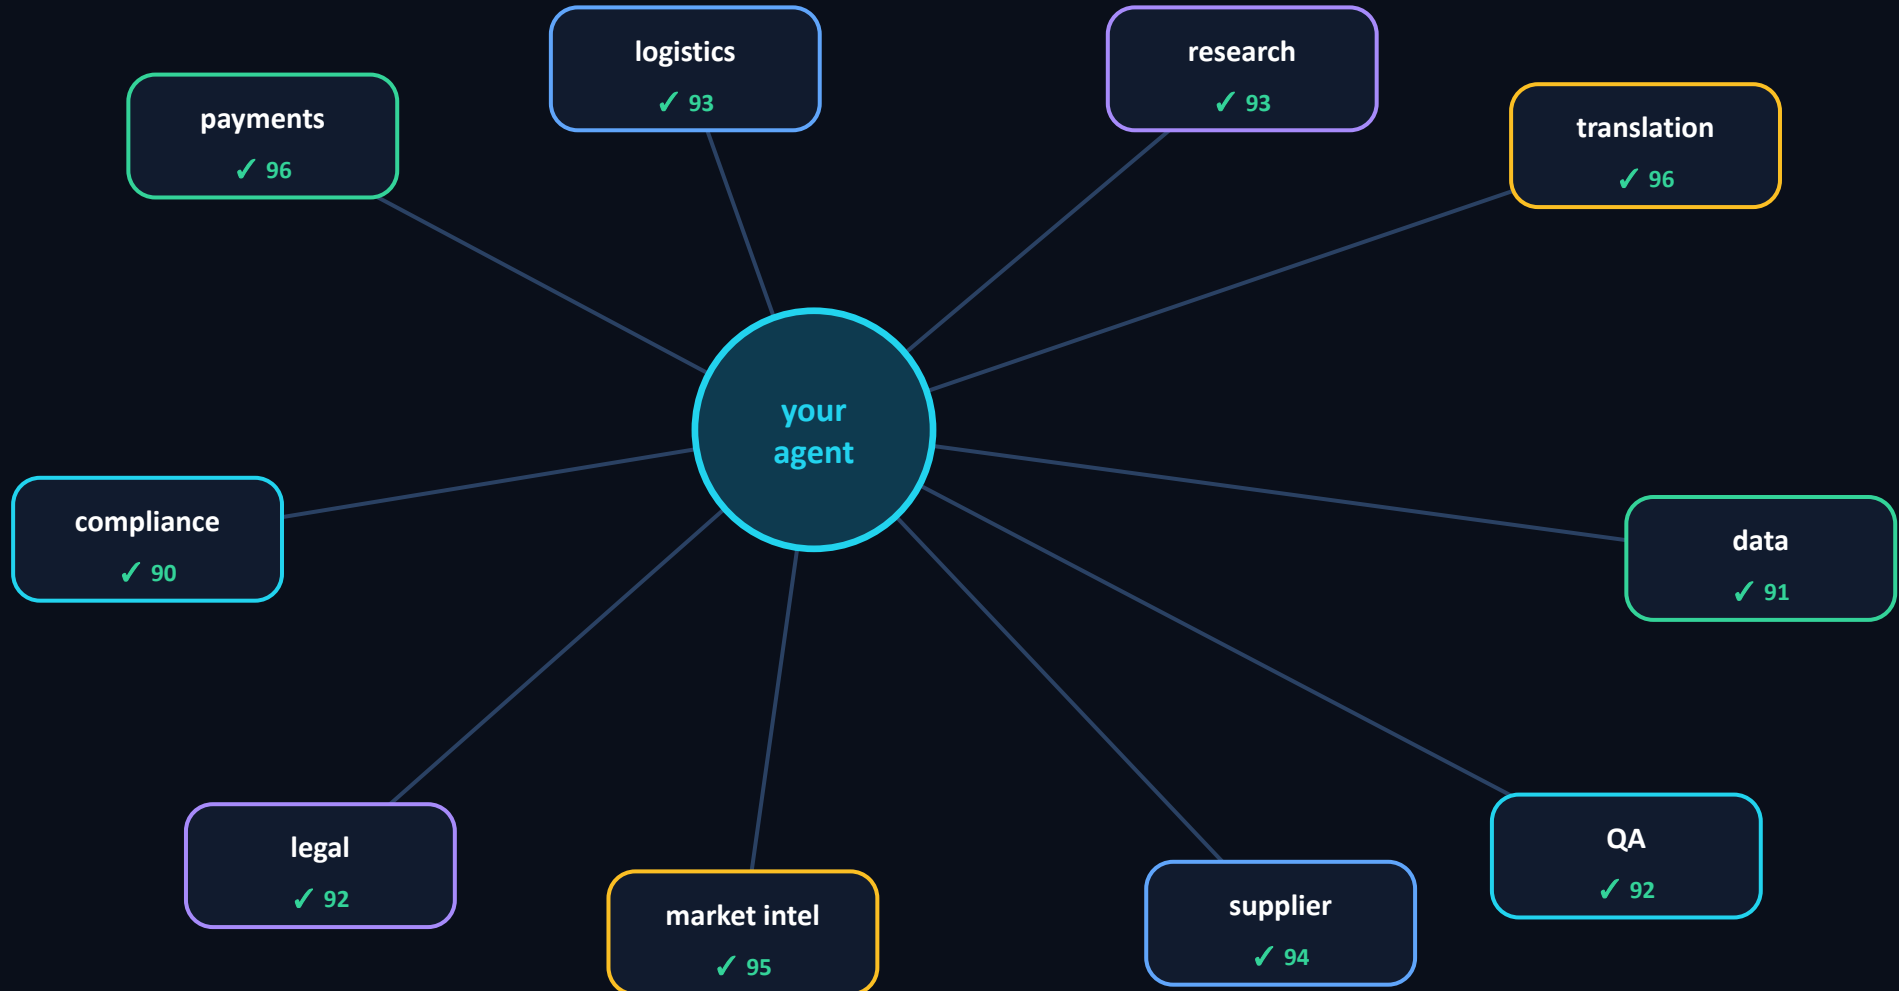 logistics
✓ 93
research
✓ 93
payments
✓ 96
translation
✓ 96
your
agent
compliance
✓ 90
data
✓ 91
legal
✓ 92
market intel
✓ 95
supplier
✓ 94
QA
✓ 92